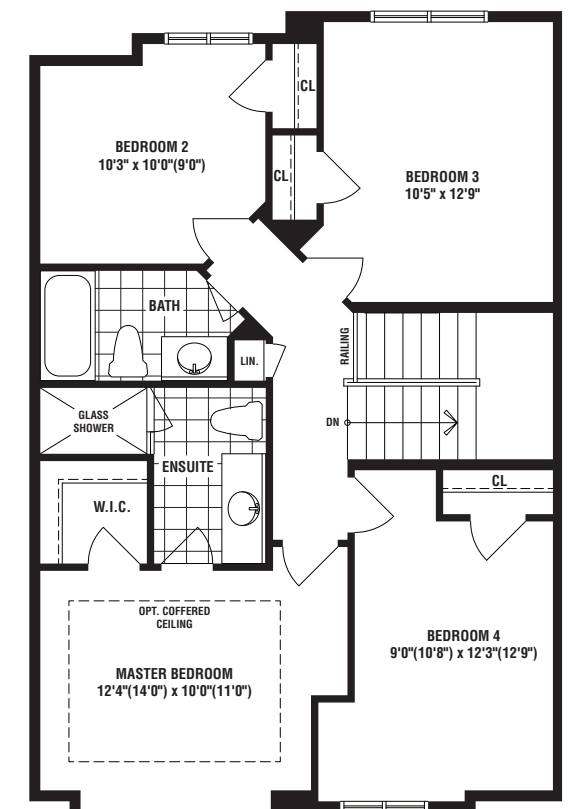 CL
BEDROOM 2
10'3" x 10'0"(9'0")
CL
BEDROOM 3
10'5" x 12'9"
BATH
LIN.
RAILING
GLASS
SHOWER
DN
ENSUITE
W.I.C.
CL
OPT. COFFERED
CEILING
BEDROOM 4
9'0"(10'8") x 12'3"(12'9")
MASTER BEDROOM
12'4"(14'0") x 10'0"(11'0")